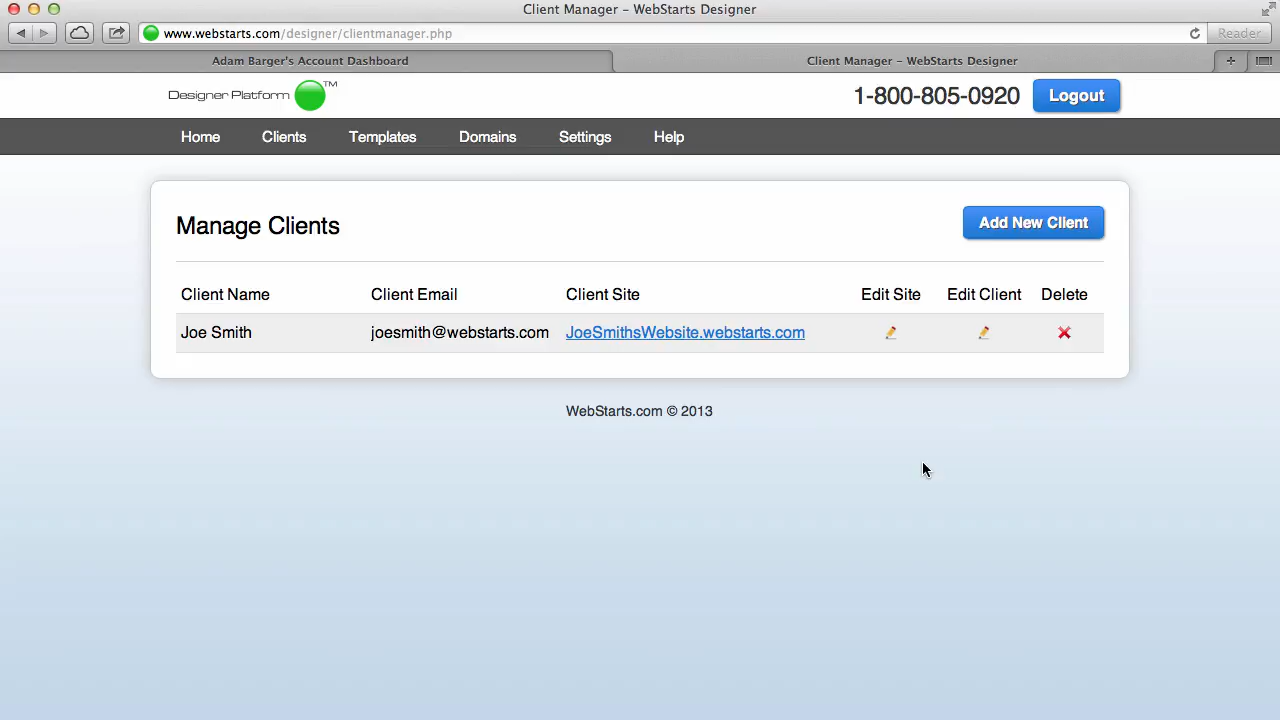 Client Manager – WebStarts Designer
www.webstarts.com/designer/clientmanager.php
Reader
Adam Barger's Account Dashboard
Client Manager – WebStarts Designer
Designer Platform TM
1-800-805-0920
Logout
Home Clients Templates Domains Settings Help
Manage Clients
Add New Client
Client Name Client Email Client Site Edit Site Edit Client Delete
Joe Smith joesmith@webstarts.com JoeSmithsWebsite.webstarts.com
WebStarts.com © 2013